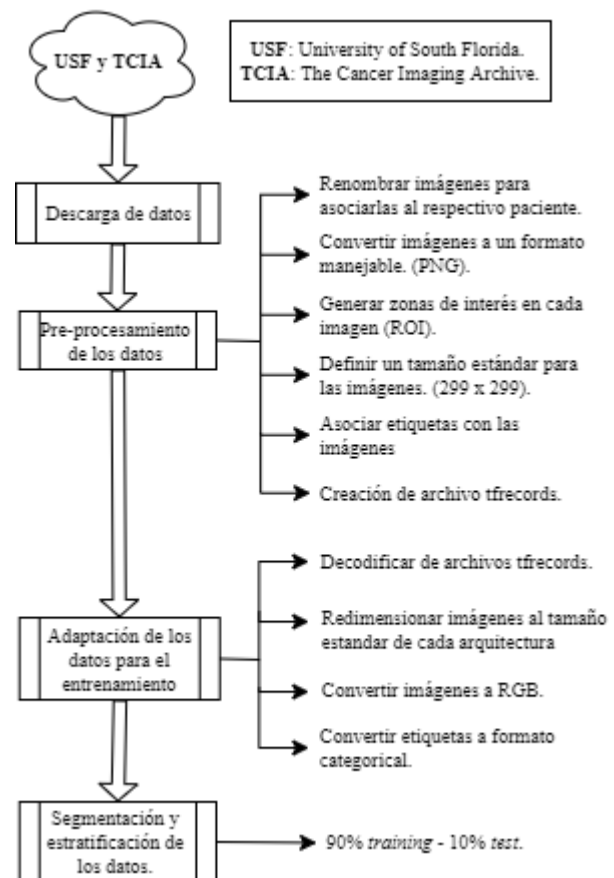 USF y TCIA
USF: University of South Florida.
TCIA: The Cancer Imaging Archive.
Descarga de datos
Pre-procesamiento
de los datos
Renombrar imágenes para
asociarlas al respectivo paciente.
Convertir imágenes a un formato
manejable. (PNG).
Generar zonas de interés en cada
imagen (ROI).
Definir un tamaño estándar para
las imágenes. (299 x 299).
Asociar etiquetas con las
imágenes
Creación de archivo tfrecords.
Adaptación de los
datos para el
entrenamiento
Decodificar de archivos tfrecords.
Redimensionar imágenes al tamaño
estandar de cada arquitectura
Convertir imágenes a RGB.
Convertir etiquetas a formato
categorical.
Segmentación y
estratificación de
los datos.
90% training - 10% test.